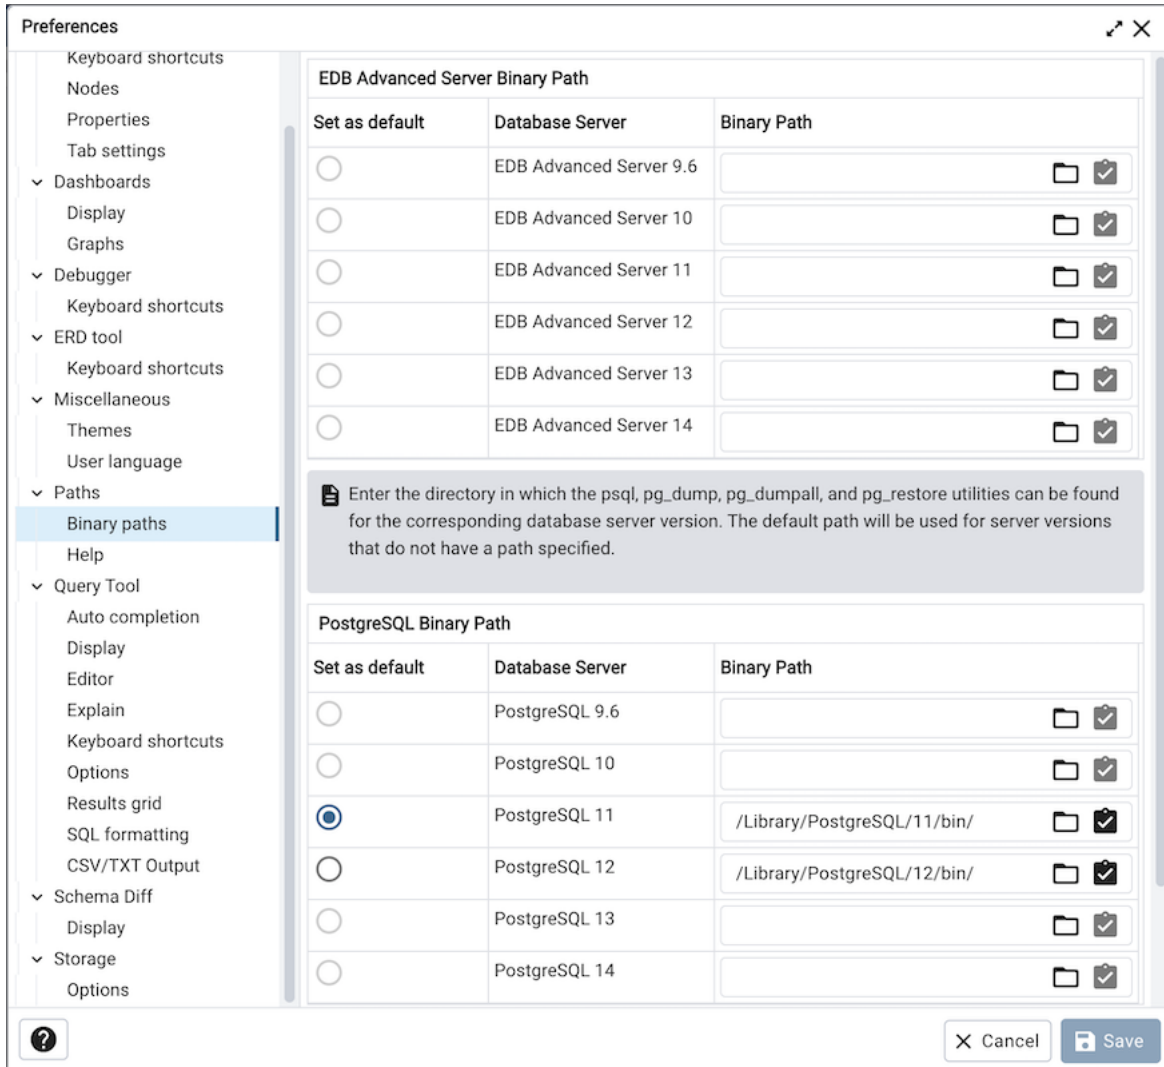 Preferences
Keyboard shortcuts
Nodes
Properties
Tab settings
Dashboards
Display
Graphs
Debugger
Keyboard shortcuts
ERD tool
Keyboard shortcuts
Miscellaneous
Themes
User language
Paths
Binary paths
Help
Query Tool
Auto completion
Display
Editor
Explain
Keyboard shortcuts
Options
Results grid
SQL formatting
CSV/TXT Output
Schema Diff
Display
Storage
Options
EDB Advanced Server Binary Path
Set as default Database Server Binary Path
EDB Advanced Server 9.6
EDB Advanced Server 10
EDB Advanced Server 11
EDB Advanced Server 12
EDB Advanced Server 13
EDB Advanced Server 14
Enter the directory in which the psql, pg_dump, pg_dumpall, and pg_restore utilities can be found
for the corresponding database server version. The default path will be used for server versions
that do not have a path specified.
PostgreSQL Binary Path
Set as default Database Server Binary Path
PostgreSQL 9.6
PostgreSQL 10
PostgreSQL 11 /Library/PostgreSQL/11/bin/
PostgreSQL 12 /Library/PostgreSQL/12/bin/
PostgreSQL 13
PostgreSQL 14
Cancel Save